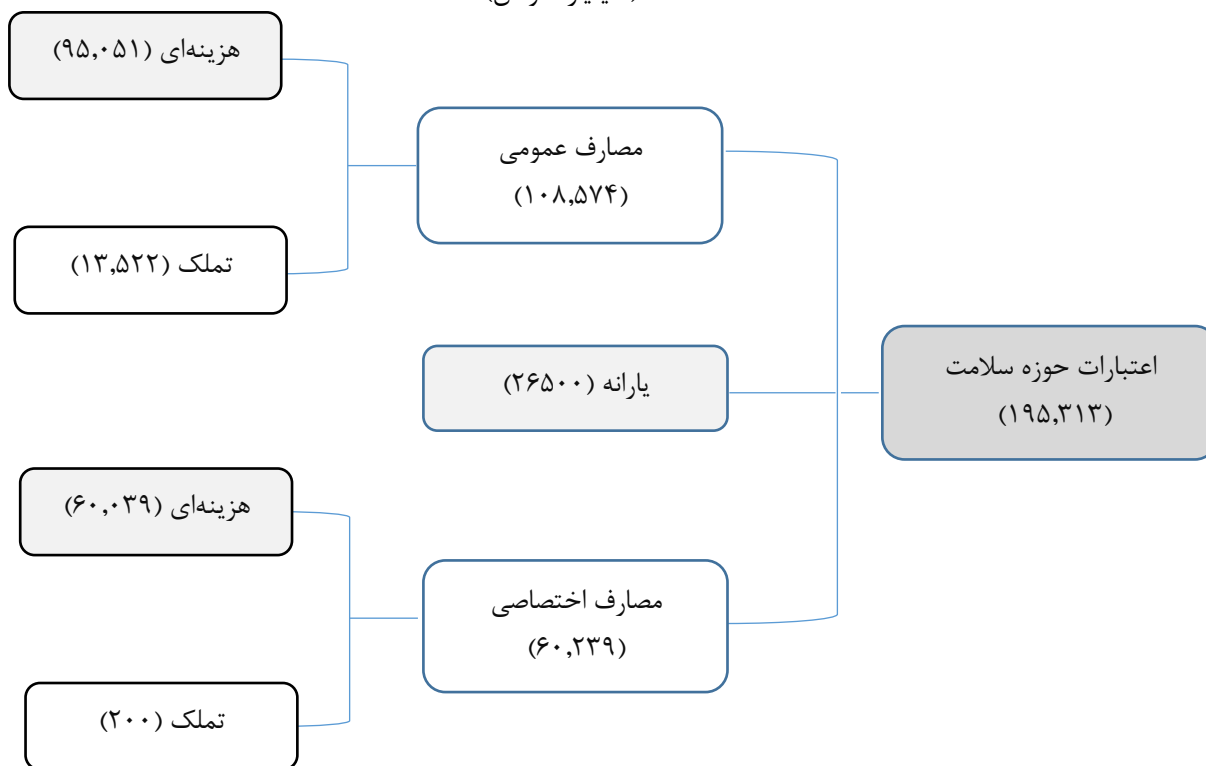 هزینه‌ای (۹۵,۰۵۱)
مصارف عمومی
(۱۰۸,۵۷۴)
تملک (۱۳,۵۲۲)
اعتبارات حوزه سلامت
(۱۹۵,۳۱۳)
یارانه (۲۶۵۰۰)
هزینه‌ای (۶۰,۰۳۹)
مصارف اختصاصی
(۶۰,۲۳۹)
تملک (۲۰۰)